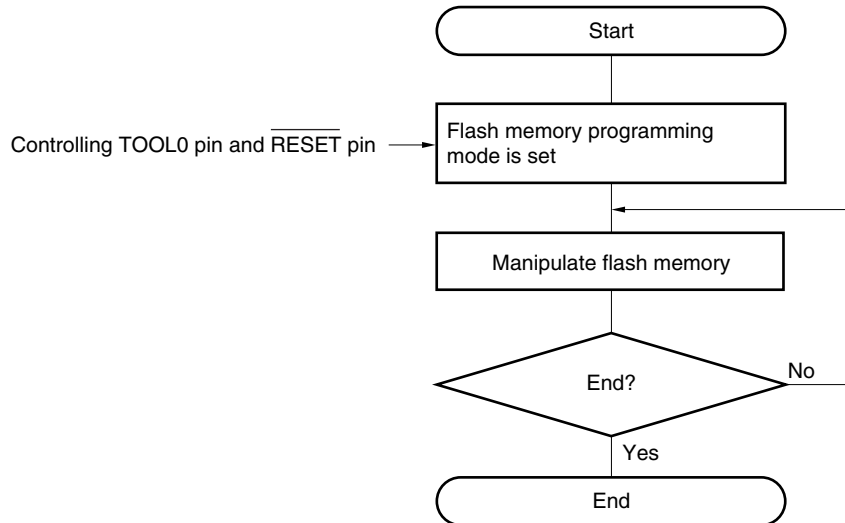 Start
Controlling TOOL0 pin and RESET pin
Flash memory programming
mode is set
Manipulate flash memory
End?
No
Yes
End